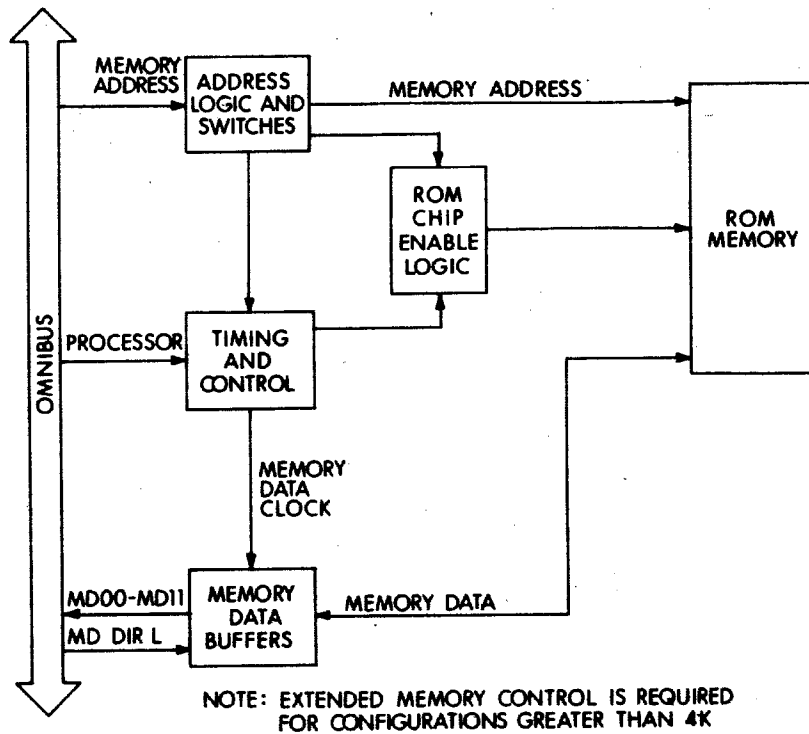 MEMORY
ADDRESS
ADDRESS
LOGIC AND
SWITCHES
MEMORY ADDRESS
ROM
CHIP
ENABLE
LOGIC
ROM
MEMORY
OMNIBUS
PROCESSOR
TIMING
AND
CONTROL
MEMORY
DATA
CLOCK
MD00-MD11
MD DIR L
MEMORY
DATA
BUFFERS
MEMORY DATA
NOTE: EXTENDED MEMORY CONTROL IS REQUIRED
FOR CONFIGURATIONS GREATER THAN 4K